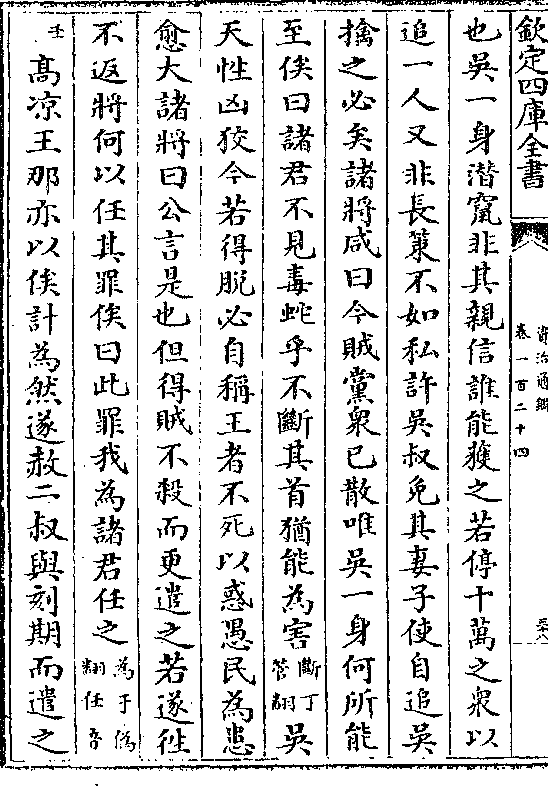 欽定四庫全書
資治通鑑
卷一百二十四
也吳一身潛竄非其親信誰能獲之若停十萬之衆以
追一人又非長策不如私許吳叔免其妻子使自追吳
擒之必矣諸將咸曰今賊黨衆已散唯吳一身何所能
至俟曰諸君不見毒蛇乎不斷其首猶能為害
斷丁
管翻
吳
天性凶狡今若得脱必自稱王者不死以惑愚民為患
愈大諸將曰公言是也但得賊不殺而更遣之若遂徃
不返將何以任其罪俟曰此罪我為諸君任之
為于偽
翻任音
壬
高凉王那亦以俟計為然遂赦二叔與刻期而遣之